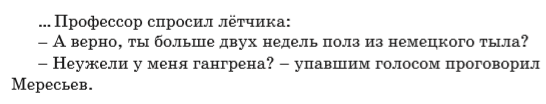 ... Профессор спросил лётчика:
– А верно, ты больше двух недель полз из немецкого тыла?
– Неужели у меня гангрена? – упавшим голосом проговорил
Мересьев.